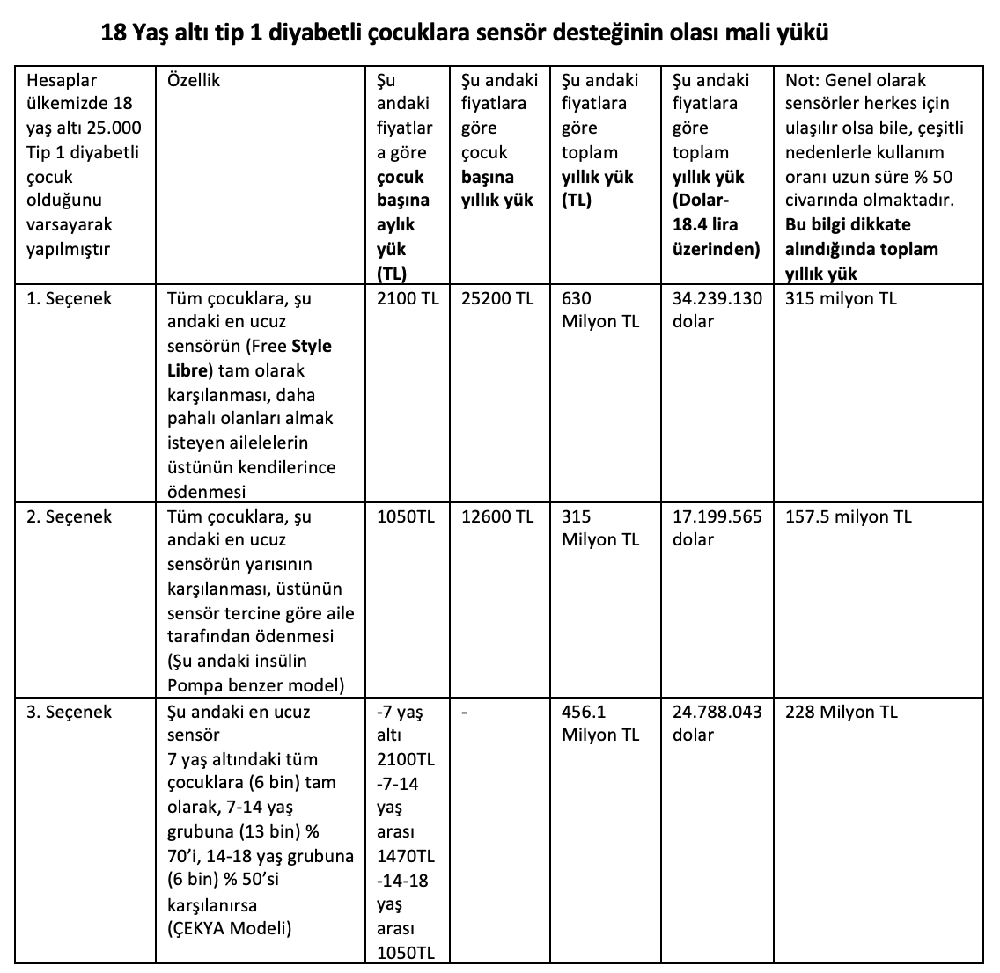 18 Yaş altı tip 1 diyabetli çocuklara sensör desteğinin olası mali yükü
Hesaplar
ülkemizde 18
yaş altı 25.000
Tip 1 diyabetli
çocuk
olduğunu
varsayarak
yapılmıştır
Özellik
Şu
andaki
fiyatlar
a göre
çocuk
başına
aylık
yük
(TL)
Şu andaki
fiyatlara
göre
çocuk
başına
yıllık yük
Şu andaki
fiyatlara
göre
toplam
yıllık yük
(TL)
Şu andaki
fiyatlara
göre
toplam
yıllık yük
(Dolar-
18.4 lira
üzerinden)
Not: Genel olarak
sensörler herkes için
ulaşılır olsa bile, çeşitli
nedenlerle kullanım
oranı uzun süre % 50
civarında olmaktadır.
Bu bilgi dikkate
alındığında toplam
yıllık yük
1. Seçenek
Tüm çocuklara, şu
andaki en ucuz
sensörün (Free Style
Libre) tam olarak
karşılanması, daha
pahalı olanları almak
isteyen ailelelerin
üstünün kendilerince
ödenmesi
2100 TL
25200 TL
630
Milyon TL
34.239.130
dolar
315 milyon TL
2. Seçenek
Tüm çocuklara, şu
andaki en ucuz
sensörün yarısının
karşılanması, üstünün
sensör tercine göre aile
tarafından ödenmesi
(Şu andaki insülin
Pompa benzer model)
1050TL
12600 TL
315
Milyon TL
17.199.565
dolar
157.5 milyon TL
3. Seçenek
Şu andaki en ucuz
sensör
7 yaş altındaki tüm
çocuklara (6 bin) tam
olarak, 7-14 yaş
grubuna (13 bin) %
70’i, 14-18 yaş grubuna
(6 bin) % 50’si
karşılanırsa
(ÇEKYA Modeli)
-7 yaş
altı
2100TL
-7-14
yaş
arası
1470TL
-14-18
yaş
arası
1050TL
-
456.1
Milyon TL
24.788.043
dolar
228 Milyon TL